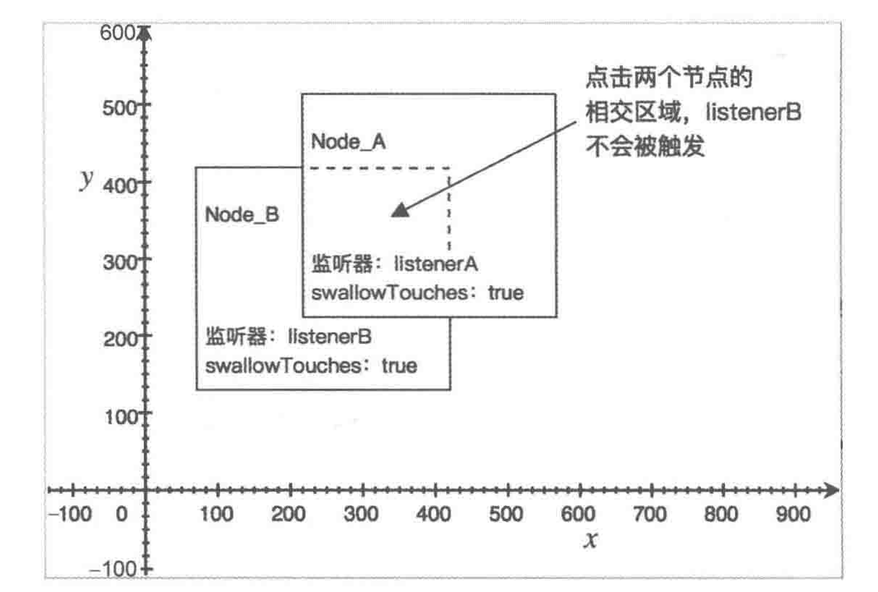 600
点击两个节点的
相交区域，listenerB
不会被触发
500
Node_A
y
400
Node_B
300
监听器：listenerA
swallowTouches：true
200
监听器：listenerB
swallowTouches：true
100
-100 0 100 200 300 400 500 600 700 800 900
x
-100